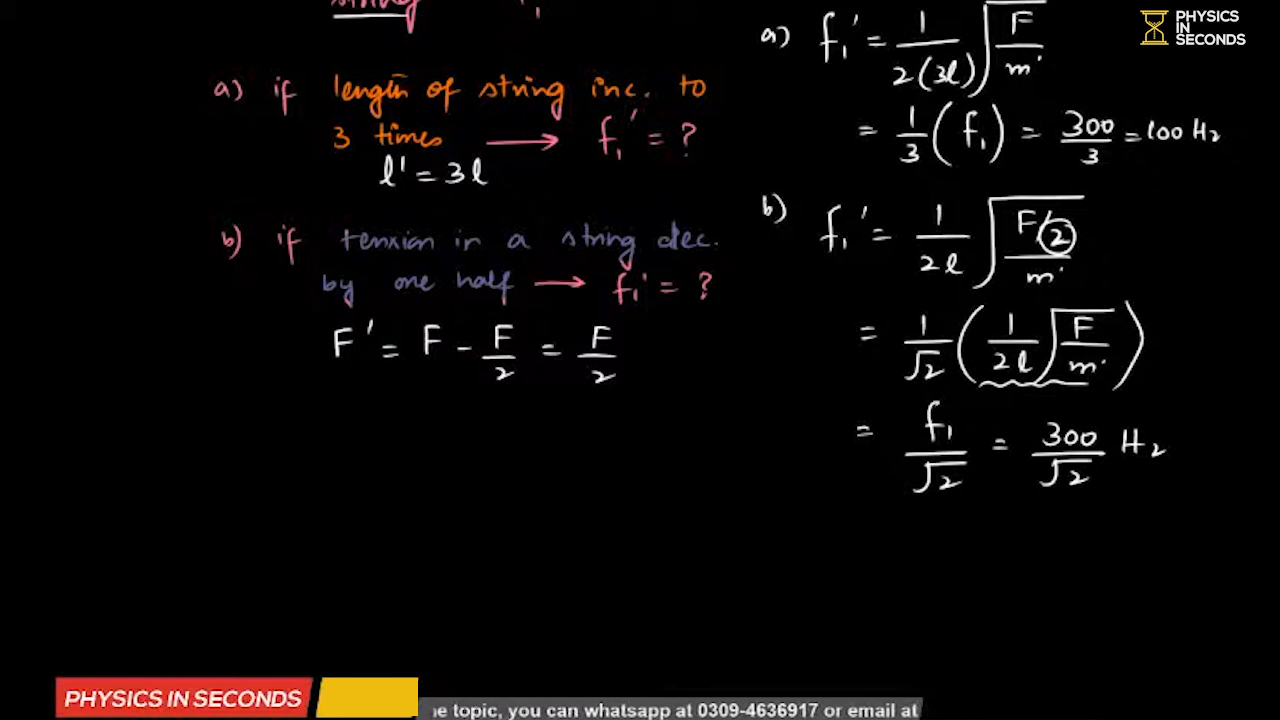 string
a) if length of string inc. to
3 times → f₁' = ?
l' = 3l
b) if tension in a string dec.
by one half → f₁' = ?
F' = F - F/2 = F/2
a) f₁' = 1/2(3l) √F/m
= 1/3 (f₁) = 300/3 = 100 Hz
b) f₁' = 1/2l √(F/2)/m
= 1/√2 (1/2l √F/m)
= f₁/√2 = 300/√2 Hz
PHYSICS
IN
SECONDS
PHYSICS IN SECONDS
topic, you can whatsapp at 0309-4636917 or email at